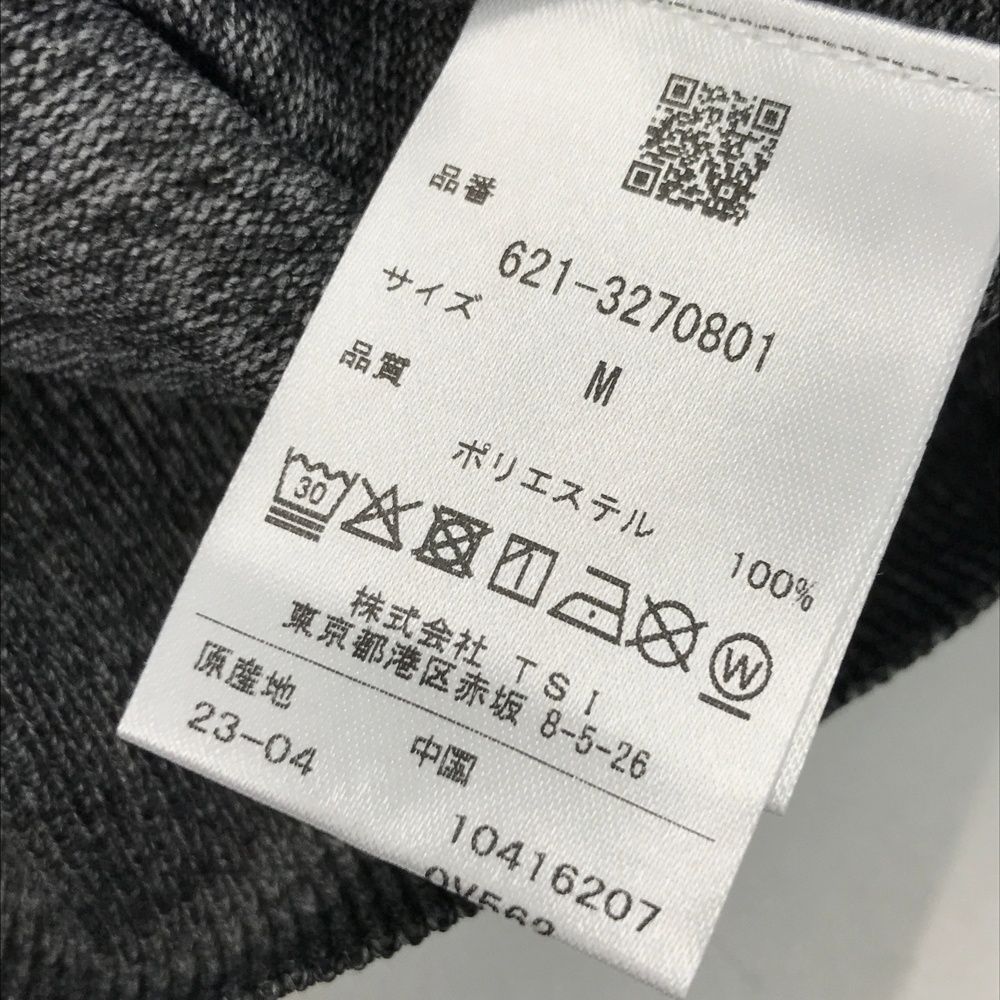 品番
621-3270801
サイズ
M
品質
ポリエステル 100%
30
W
株式会社 TSI
東京都港区赤坂 8-5-26
原産地 中国
23-04
10416207